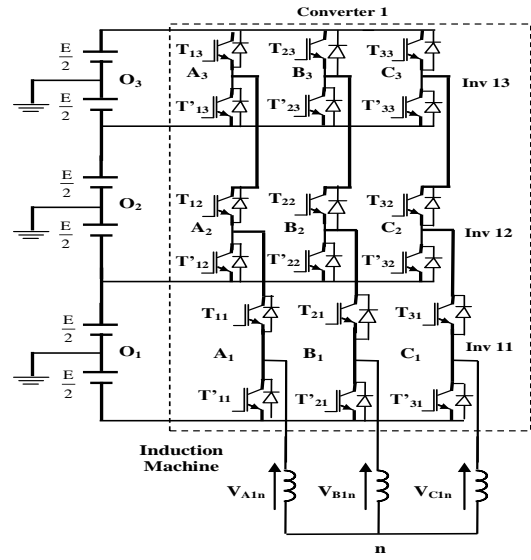 Converter 1
E/2
T13 T23 T33
O3
A3 B3 C3
Inv 13
E/2
T'13 T'23 T'33
E/2
T12 T22 T32
O2
A2 B2 C2
Inv 12
E/2
T'12 T'22 T'32
E/2
T11 T21 T31
O1
A1 B1 C1
Inv 11
E/2
T'11 T'21 T'31
Induction
Machine
VA1n VB1n VC1n
n